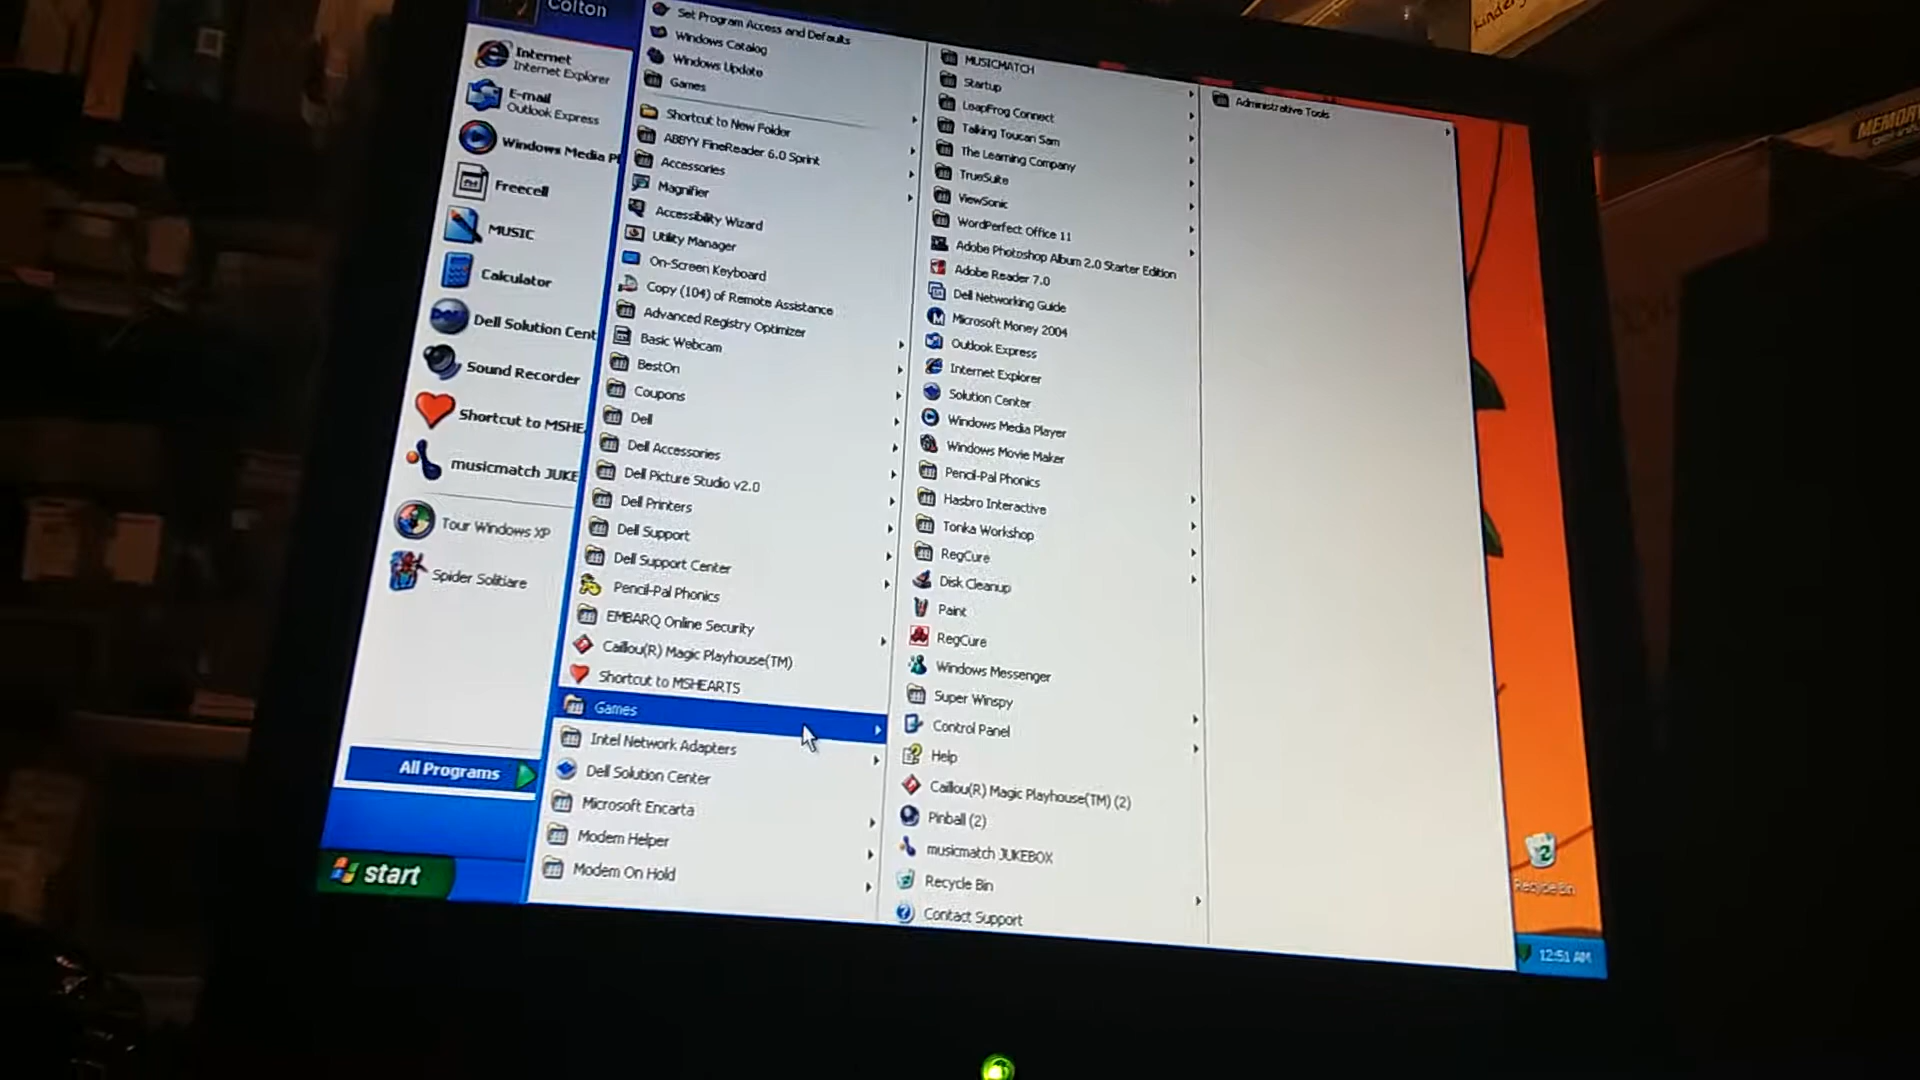 Colton
Internet
Internet Explorer
E-mail
Outlook Express
Windows Media Pl
Freecell
MUSIC
Calculator
Dell Solution Cent
Sound Recorder
Shortcut to MSHEA
musicmatch JUKE
Tour Windows XP
Spider Solitiare
All Programs
start
Set Program Access and Defaults
Windows Catalog
Windows Update
Games
Shortcut to New Folder
ABBYY FineReader 6.0 Sprint
Accessories
Magnifier
Accessibility Wizard
Utility Manager
On-Screen Keyboard
Copy (104) of Remote Assistance
Advanced Registry Optimizer
Basic Webcam
BestOn
Coupons
Dell
Dell Accessories
Dell Picture Studio v2.0
Dell Printers
Dell Support
Dell Support Center
Pencil-Pal Phonics
EMBARQ Online Security
Caillou(R) Magic Playhouse(TM)
Shortcut to MSHEARTS
Games
Intel Network Adapters
Dell Solution Center
Microsoft Encarta
Modem Helper
Modem On Hold
MUSICMATCH
Startup
LeapFrog Connect
Talking Toucan Sam
The Learning Company
TrueSuite
ViewSonic
WordPerfect Office 11
Adobe Photoshop Album 2.0 Starter Edition
Adobe Reader 7.0
Dell Networking Guide
Microsoft Money 2004
Outlook Express
Internet Explorer
Solution Center
Windows Media Player
Windows Movie Maker
Pencil-Pal Phonics
Hasbro Interactive
Tonka Workshop
RegCure
Disk Cleanup
Paint
RegCure
Windows Messenger
Super Winspy
Control Panel
Help
Caillou(R) Magic Playhouse(TM) (2)
Pinball (2)
musicmatch JUKEBOX
Recycle Bin
Contact Support
Administrative Tools
Recycle Bin
12:51 AM
MEMOR